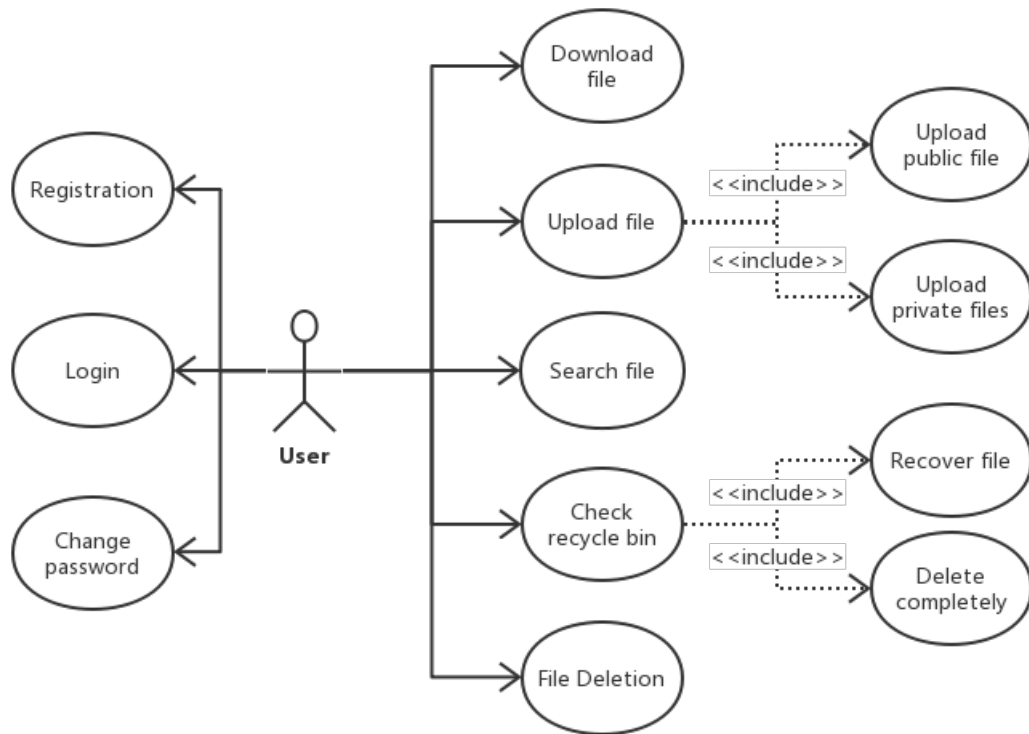 Download
file
Upload
public file
Registration
<<include>>
Upload file
<<include>>
Upload
private files
Login
Search file
User
Recover file
<<include>>
Check
recycle bin
<<include>>
Change
password
Delete
completely
File Deletion